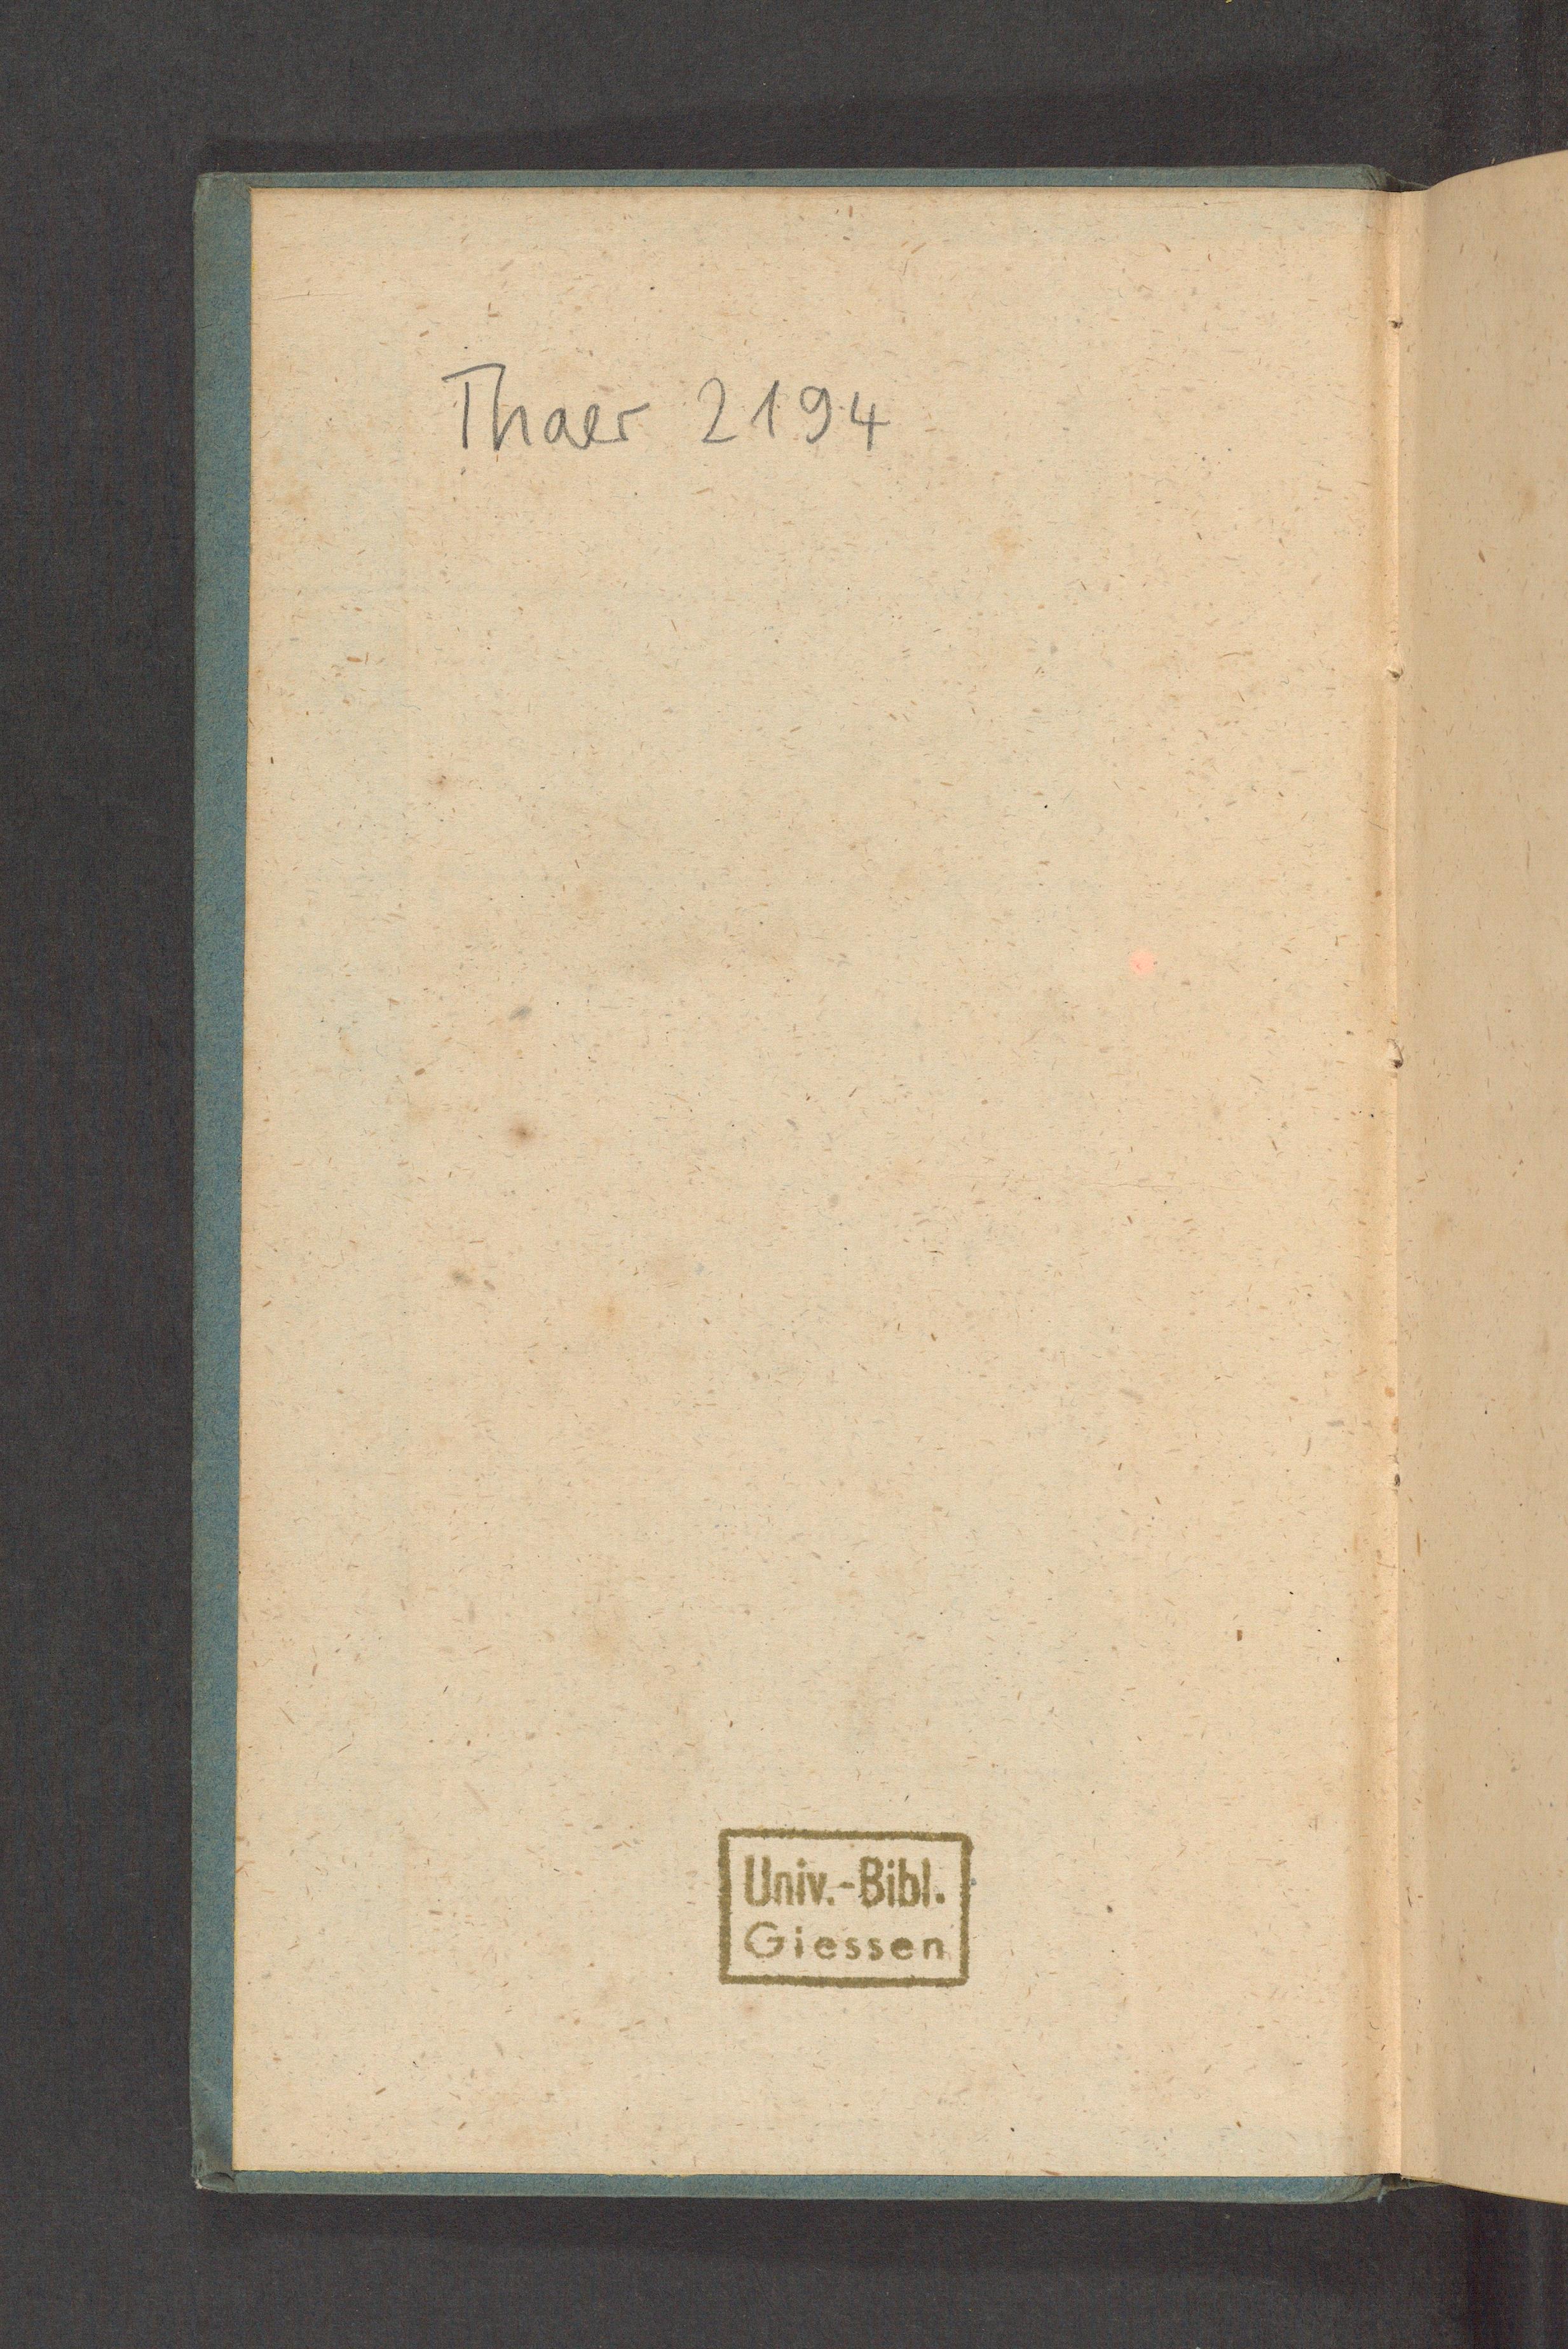 Thaer 2194
Univ.-Bibl.
Giessen